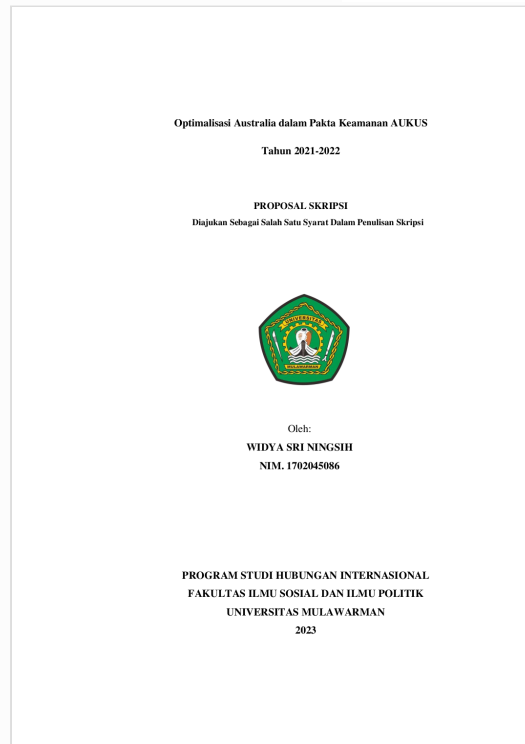 Optimalisasi Australia dalam Pakta Keamanan AUKUS
Tahun 2021-2022
PROPOSAL SKRIPSI
Diajukan Sebagai Salah Satu Syarat Dalam Penulisan Skripsi
UNIVERSITAS
MULAWARMAN
Oleh:
WIDYA SRI NINGSIH
NIM. 1702045086
PROGRAM STUDI HUBUNGAN INTERNASIONAL
FAKULTAS ILMU SOSIAL DAN ILMU POLITIK
UNIVERSITAS MULAWARMAN
2023